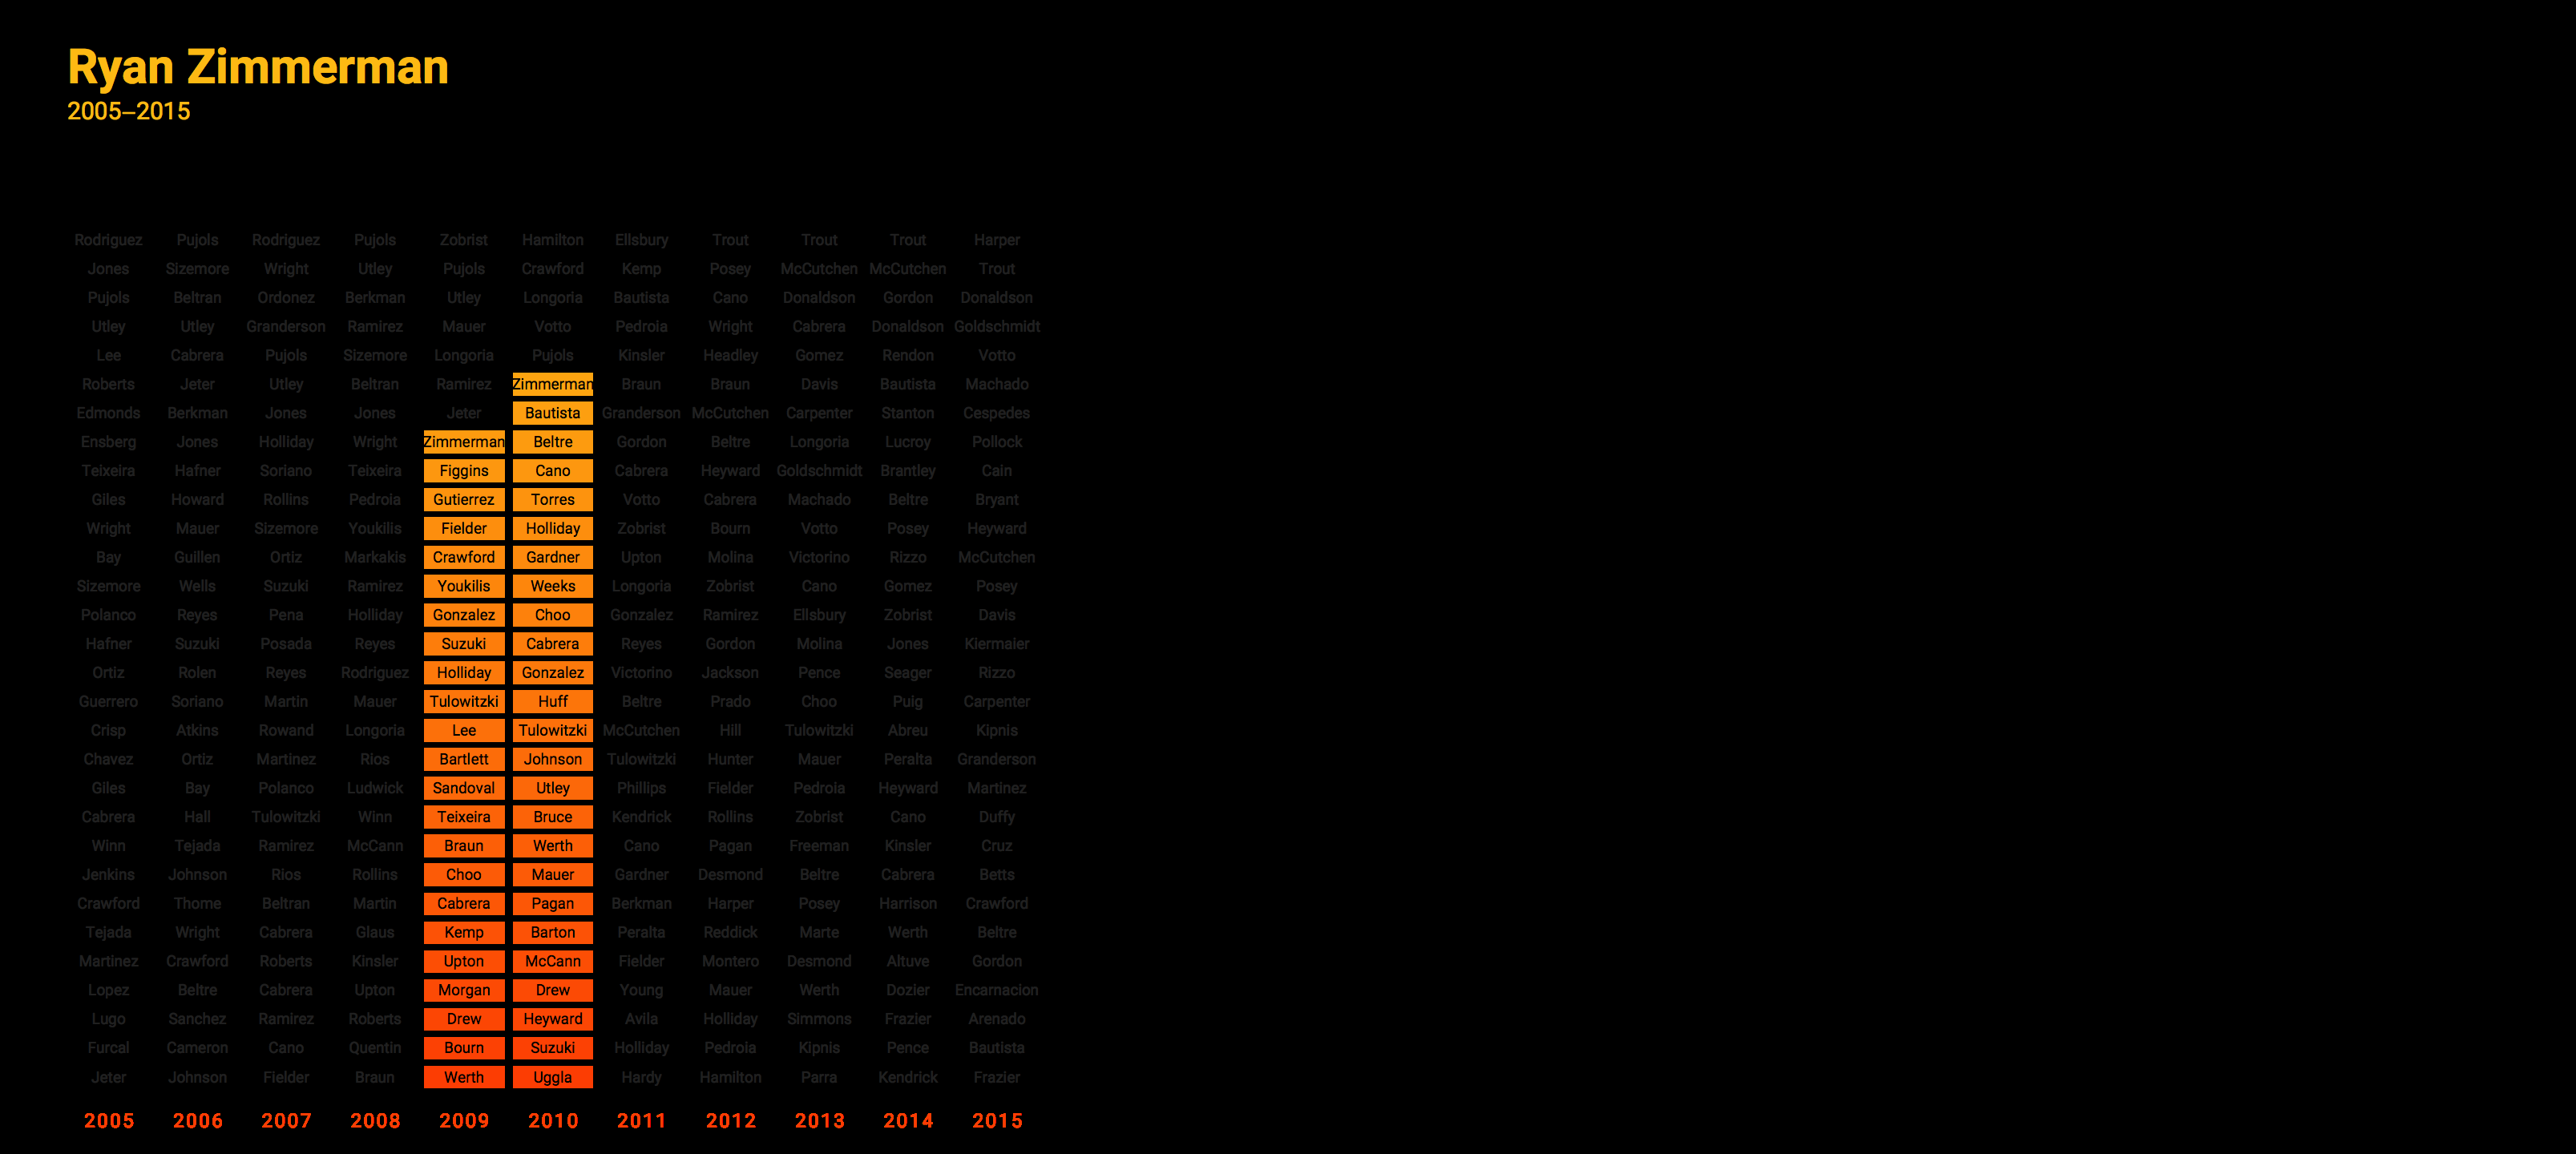 Ryan Zimmerman
2005–2015
Rodriguez Pujols Rodriguez Pujols Zobrist Hamilton Ellsbury Trout Trout Trout Harper
Jones Sizemore Wright Utley Pujols Crawford Kemp Posey McCutchen McCutchen Trout
Pujols Beltran Ordonez Berkman Utley Longoria Bautista Cano Donaldson Gordon Donaldson
Utley Utley Granderson Ramirez Mauer Votto Pedroia Wright Cabrera Donaldson Goldschmidt
Lee Cabrera Pujols Sizemore Longoria Pujols Kinsler Headley Gomez Rendon Votto
Roberts Jeter Utley Beltran Ramirez Zimmerman Braun Braun Davis Bautista Machado
Edmonds Berkman Jones Jones Jeter Bautista Granderson McCutchen Carpenter Stanton Cespedes
Ensberg Jones Holliday Wright Zimmerman Beltre Gordon Beltre Longoria Lucroy Pollock
Teixeira Hafner Soriano Teixeira Figgins Cano Cabrera Heyward Goldschmidt Brantley Cain
Giles Howard Rollins Pedroia Gutierrez Torres Votto Cabrera Machado Beltre Bryant
Wright Mauer Sizemore Youkilis Fielder Holliday Zobrist Bourn Votto Posey Heyward
Bay Guillen Ortiz Markakis Crawford Gardner Upton Molina Victorino Rizzo McCutchen
Sizemore Wells Suzuki Ramirez Youkilis Weeks Longoria Zobrist Cano Gomez Posey
Polanco Reyes Pena Holliday Gonzalez Choo Gonzalez Ramirez Ellsbury Zobrist Davis
Hafner Suzuki Posada Reyes Suzuki Cabrera Reyes Gordon Molina Jones Kiermaier
Ortiz Rolen Reyes Rodriguez Holliday Gonzalez Victorino Jackson Pence Seager Rizzo
Guerrero Soriano Martin Mauer Tulowitzki Huff Beltre Prado Choo Puig Carpenter
Crisp Atkins Rowand Longoria Lee Tulowitzki McCutchen Hill Tulowitzki Abreu Kipnis
Chavez Ortiz Martinez Rios Bartlett Johnson Tulowitzki Hunter Mauer Peralta Granderson
Giles Bay Polanco Ludwick Sandoval Utley Phillips Fielder Pedroia Heyward Martinez
Cabrera Hall Tulowitzki Winn Teixeira Bruce Kendrick Rollins Zobrist Cano Duffy
Winn Tejada Ramirez McCann Braun Werth Cano Pagan Freeman Kinsler Cruz
Jenkins Johnson Rios Rollins Choo Mauer Gardner Desmond Beltre Cabrera Betts
Crawford Thome Beltran Martin Cabrera Pagan Berkman Harper Posey Harrison Crawford
Tejada Wright Cabrera Glaus Kemp Barton Peralta Reddick Marte Werth Beltre
Martinez Crawford Roberts Kinsler Upton McCann Fielder Montero Desmond Altuve Gordon
Lopez Beltre Cabrera Upton Morgan Drew Young Mauer Werth Dozier Encarnacion
Lugo Sanchez Ramirez Roberts Drew Heyward Avila Holliday Simmons Frazier Arenado
Furcal Cameron Cano Quentin Bourn Suzuki Holliday Pedroia Kipnis Pence Bautista
Jeter Johnson Fielder Braun Werth Uggla Hardy Hamilton Parra Kendrick Frazier
2005 2006 2007 2008 2009 2010 2011 2012 2013 2014 2015